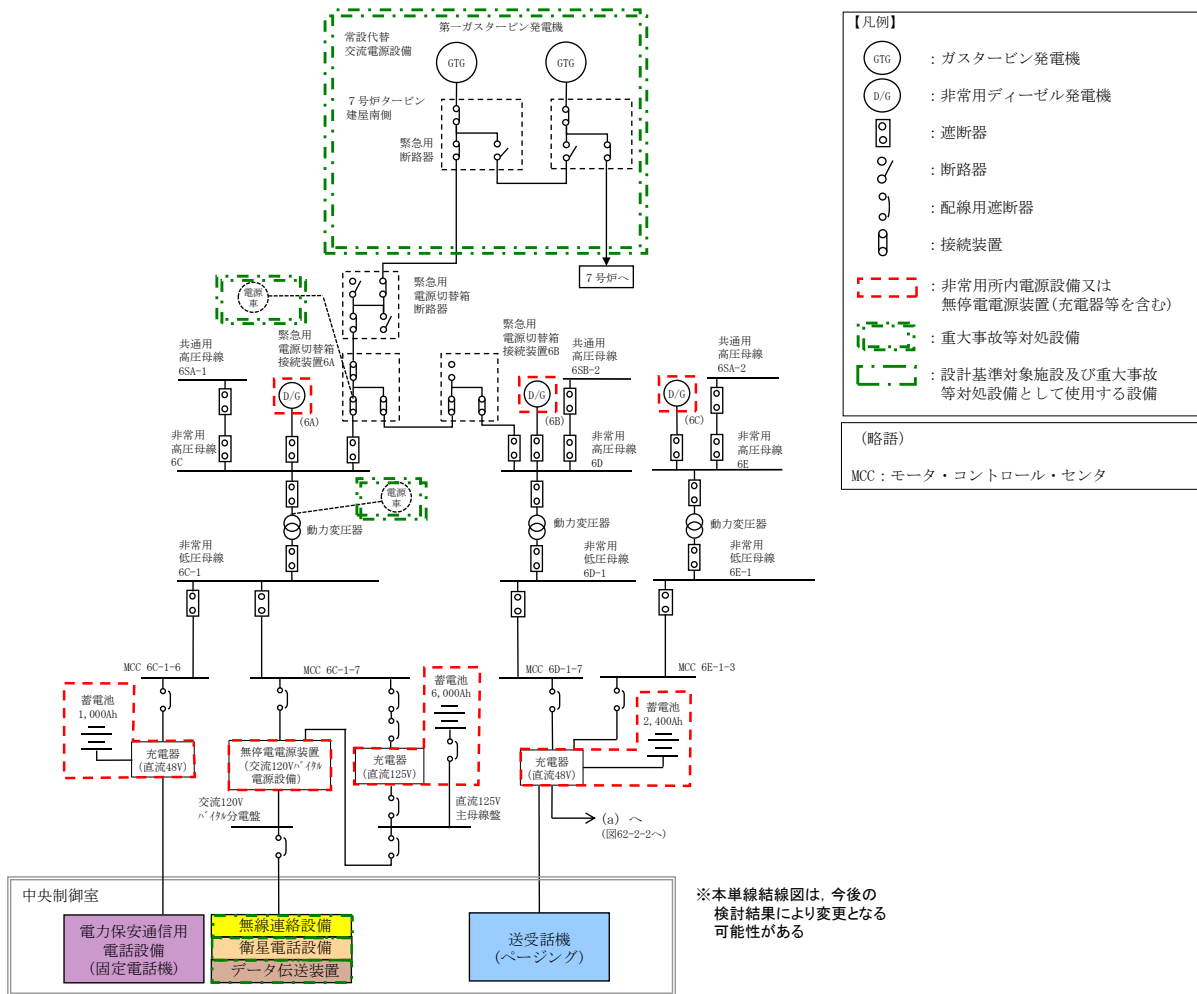 常設代替
交流電源設備
第一ガスタービン発電機
GTG
GTG
7号炉タービン
建屋南側
緊急用
断路器
7号炉へ
電源
車
緊急用
電源切替箱
断路器
緊急用
電源切替箱
接続装置6A
緊急用
電源切替箱
接続装置6B
共通用
高圧母線
6SA-1
共通用
高圧母線
6SB-2
共通用
高圧母線
6SA-2
D/G
(6A)
D/G
(6B)
D/G
(6C)
非常用
高圧母線
6C
非常用
高圧母線
6D
非常用
高圧母線
6E
電源
車
動力変圧器
動力変圧器
動力変圧器
非常用
低圧母線
6C-1
非常用
低圧母線
6D-1
非常用
低圧母線
6E-1
MCC 6C-1-6
MCC 6C-1-7
MCC 6D-1-7
MCC 6E-1-3
蓄電池
1,000Ah
蓄電池
6,000Ah
蓄電池
2,400Ah
充電器
(直流48V)
無停電電源装置
(交流120Vバイタル
電源設備)
充電器
(直流125V)
充電器
(直流48V)
交流120V
バイタル分電盤
直流125V
主母線盤
(a) へ
(図62-2-2へ)
中央制御室
電力保安通信用
電話設備
(固定電話機)
無線連絡設備
衛星電話設備
データ伝送装置
送受話機
(ページング)
※本単線結線図は,今後の
検討結果により変更となる
可能性がある
【凡例】
GTG
:ガスタービン発電機
D/G
:非常用ディーゼル発電機
:遮断器
:断路器
:配線用遮断器
:接続装置
:非常用所内電源設備又は
無停電電源装置(充電器等を含む)
:重大事故等対処設備
:設計基準対象施設及び重大事故
等対処設備として使用する設備
(略語)
MCC:モータ・コントロール・センタ